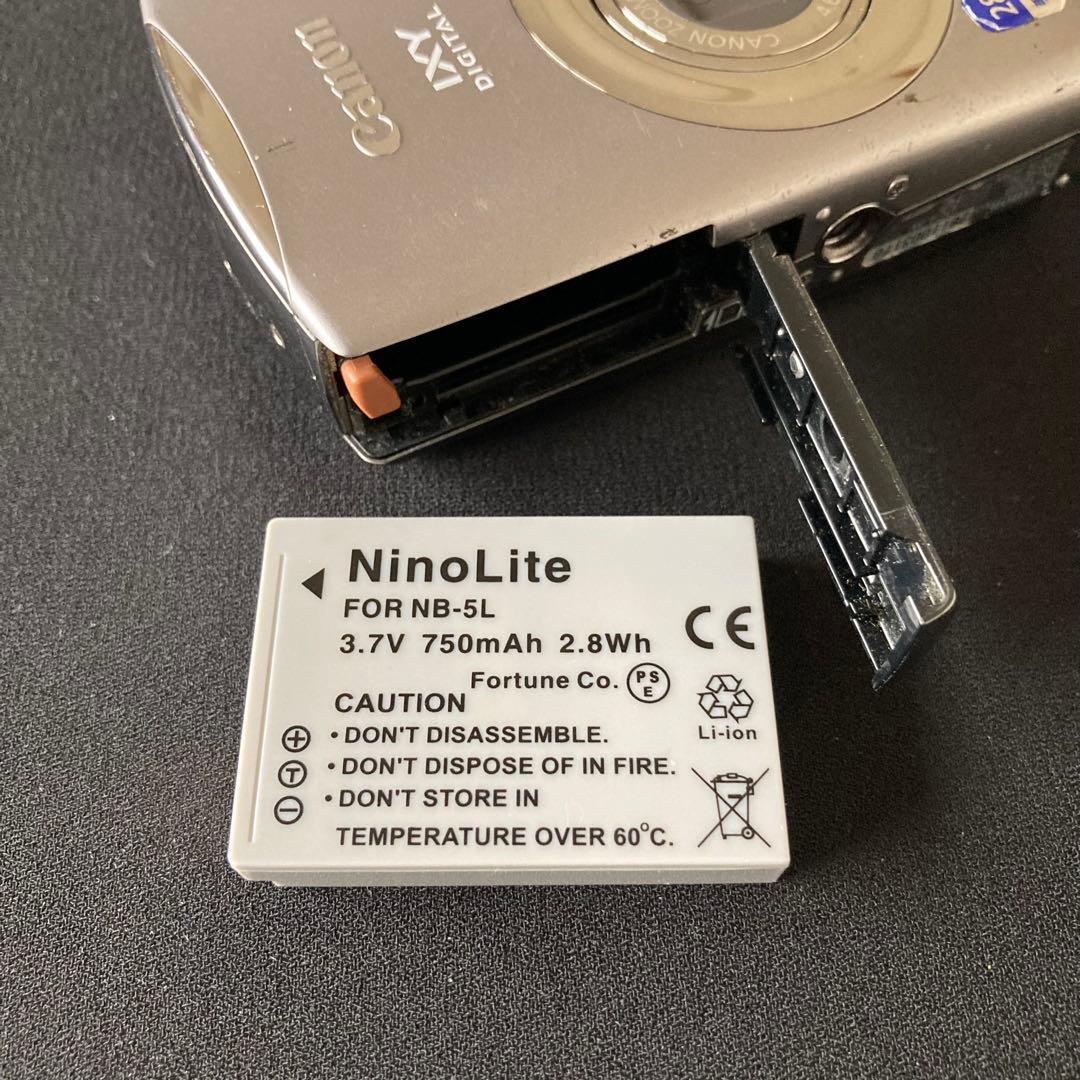 Canon
IXY
DIGITAL
CANON ZOOM
28
NinoLite
FOR NB-5L
3.7V 750mAh 2.8Wh
Fortune Co.
PS
E
CE
CAUTION
Li-ion
• DON'T DISASSEMBLE.
• DON'T DISPOSE OF IN FIRE.
T
• DON'T STORE IN
TEMPERATURE OVER 60°C.